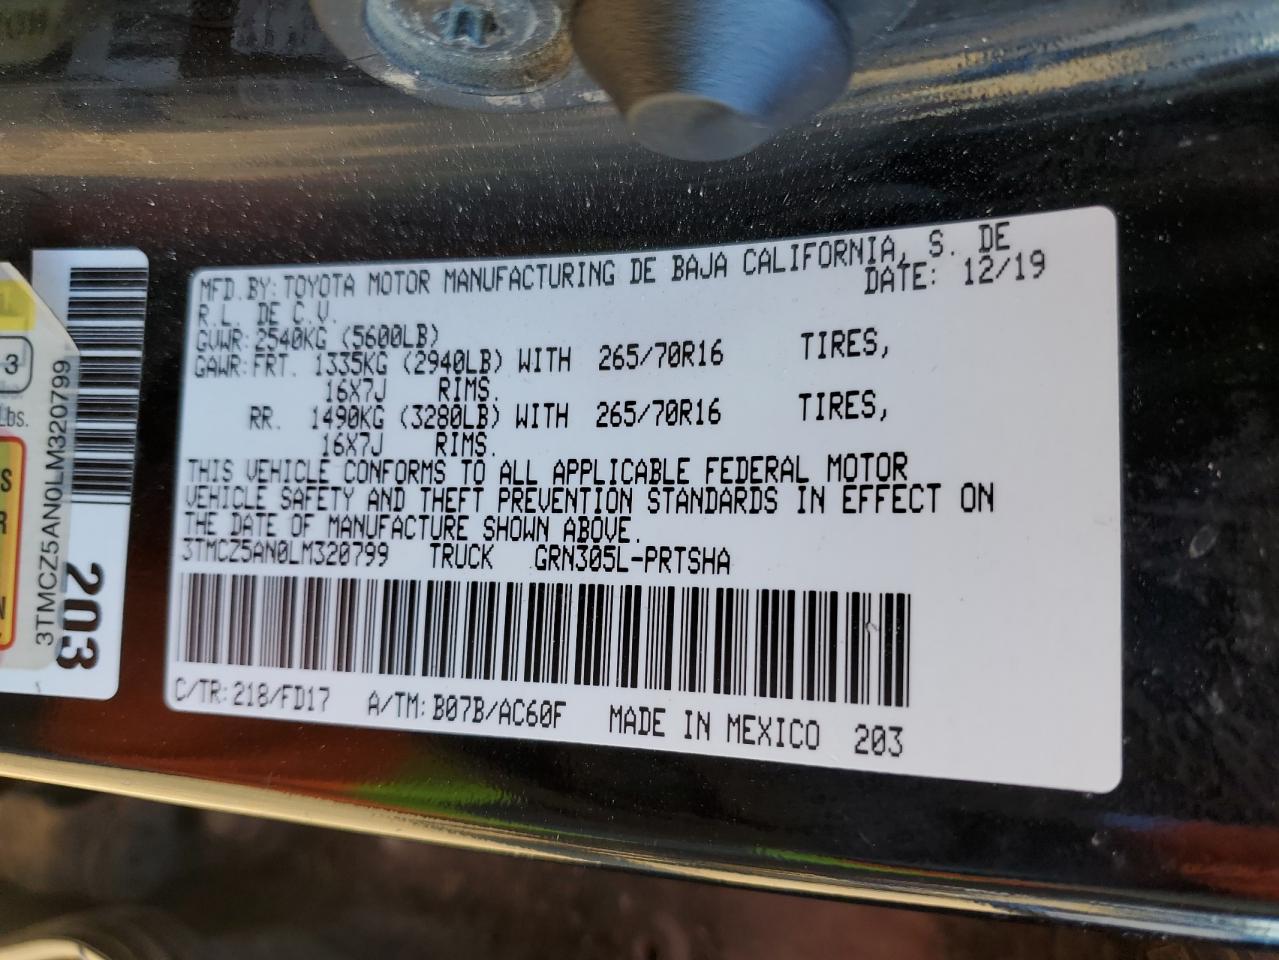 MFD.BY:TOYOTA MOTOR MANUFACTURING DE BAJA CALIFORNIA, S. DE
R.L. DE C.V. DATE: 12/19
GVWR:2540KG (5600LB)
GAWR:FRT. 1335KG (2940LB) WITH 265/70R16 TIRES,
16X7J RIMS.
RR. 1490KG (3280LB) WITH 265/70R16 TIRES,
16X7J RIMS.
THIS VEHICLE CONFORMS TO ALL APPLICABLE FEDERAL MOTOR
VEHICLE SAFETY AND THEFT PREVENTION STANDARDS IN EFFECT ON
THE DATE OF MANUFACTURE SHOWN ABOVE.
3TMCZ5AN0LM320799 TRUCK GRN305L-PRTSHA
C/TR:218/FD17 A/TM:B07B/AC60F MADE IN MEXICO 203
3TMCZ5AN0LM320799
203
3
Lbs.
S
R
N